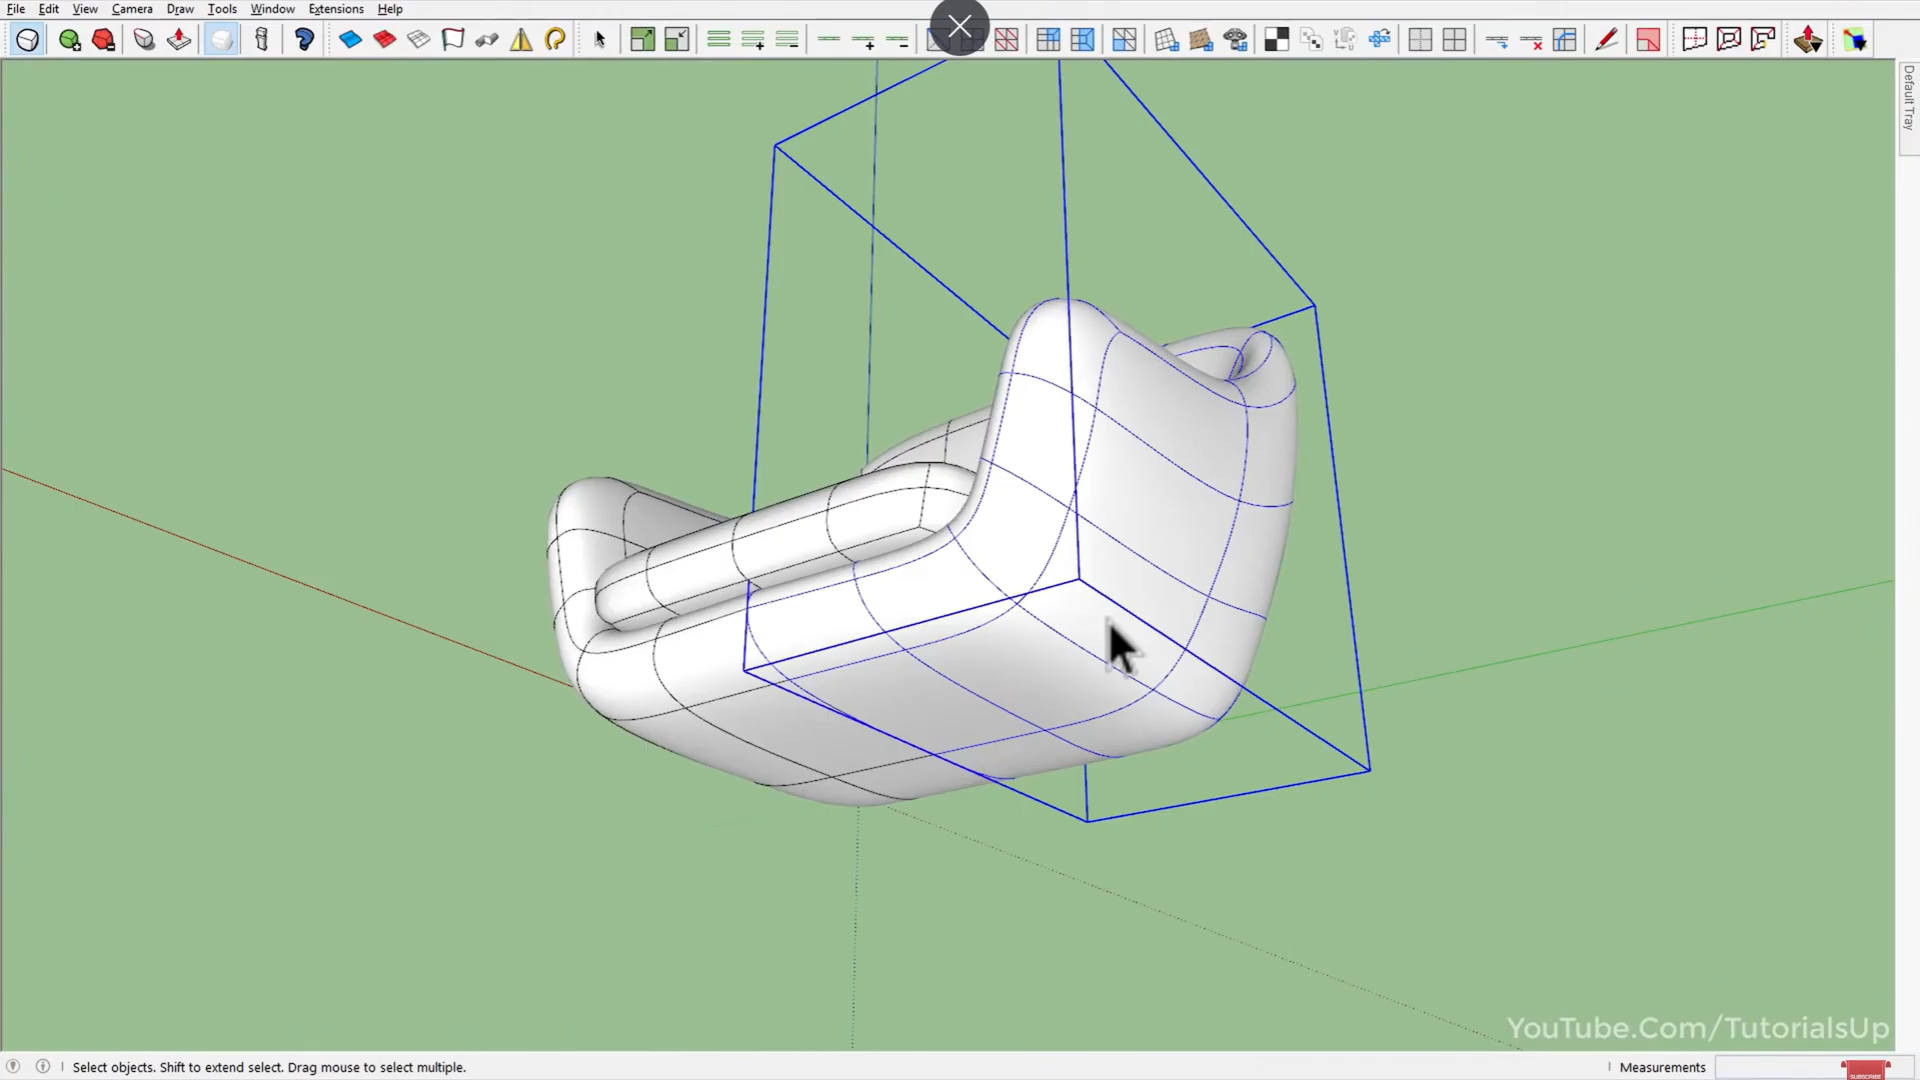 File Edit View Camera Draw Tools Window Extensions Help
Default Tray
YouTube.Com/TutorialsUp
Select objects. Shift to extend select. Drag mouse to select multiple.
Measurements
SUBSCRIBE